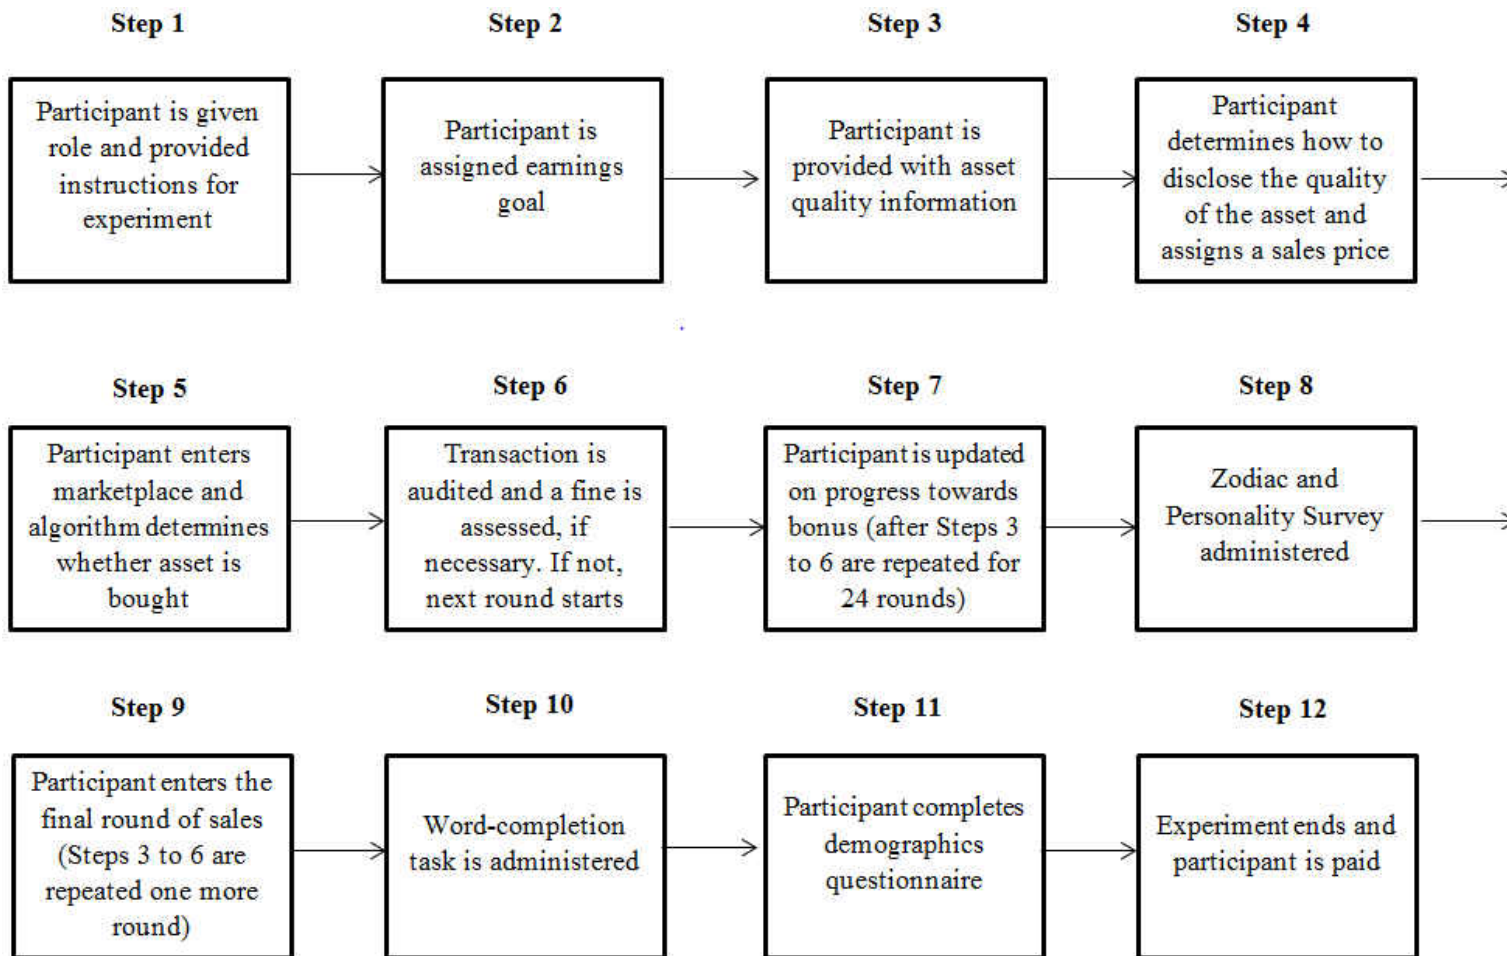 Step 1
Participant is given
role and provided
instructions for
experiment
Step 2
Participant is
assigned earnings
goal
Step 3
Participant is
provided with asset
quality information
Step 4
Participant
determines how to
disclose the quality
of the asset and
assigns a sales price
Step 5
Participant enters
marketplace and
algorithm determines
whether asset is
bought
Step 6
Transaction is
audited and a fine is
assessed, if
necessary. If not,
next round starts
Step 7
Participant is updated
on progress towards
bonus (after Steps 3
to 6 are repeated for
24 rounds)
Step 8
Zodiac and
Personality Survey
administered
Step 9
Participant enters the
final round of sales
(Steps 3 to 6 are
repeated one more
round)
Step 10
Word-completion
task is administered
Step 11
Participant completes
demographics
questionnaire
Step 12
Experiment ends and
participant is paid